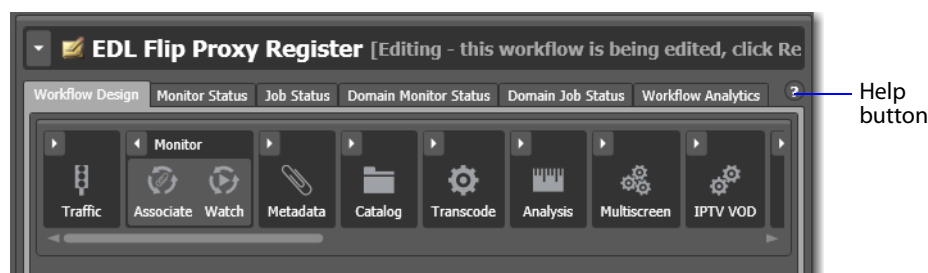 EDL Flip Proxy Register [Editing - this workflow is being edited, click Re
Workflow Design Monitor Status Job Status Domain Monitor Status Domain Job Status Workflow Analytics ?
Help
button
Monitor
Traffic Associate Watch Metadata Catalog Transcode Analysis Multiscreen IPTV VOD